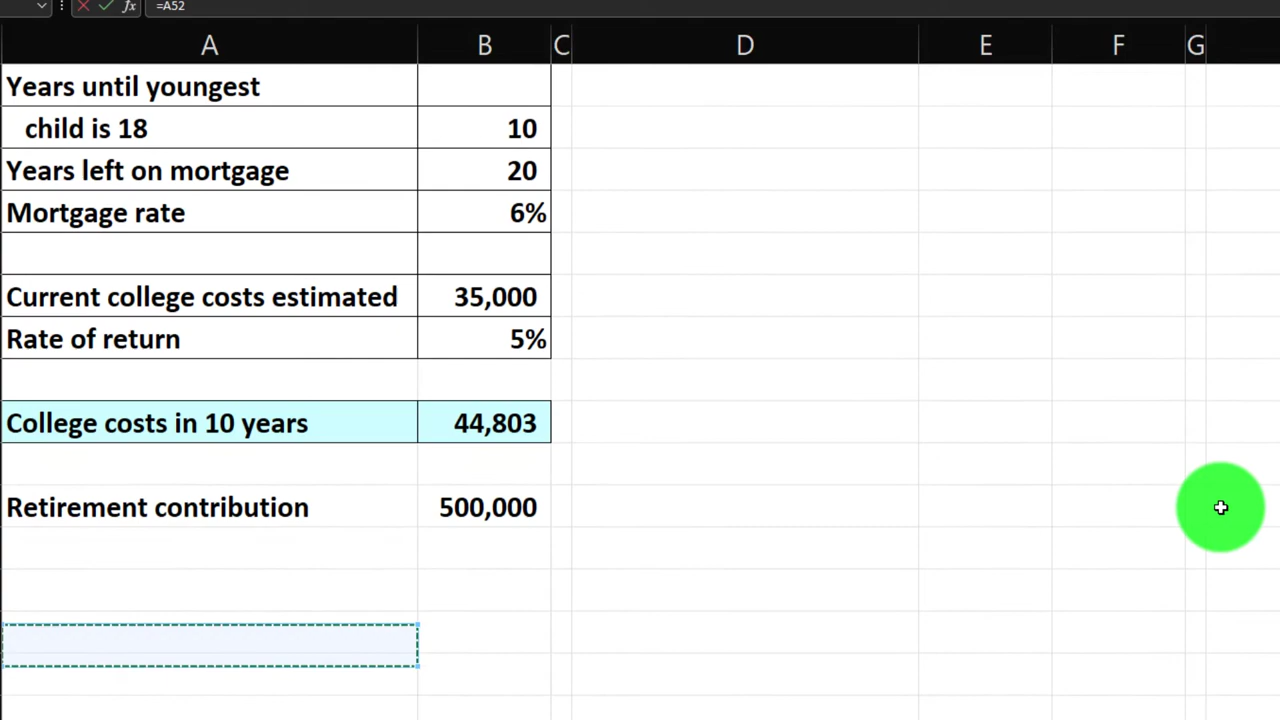 fx =A52
A B C D E F G
Years until youngest
child is 18 10
Years left on mortgage 20
Mortgage rate 6%
Current college costs estimated 35,000
Rate of return 5%
College costs in 10 years 44,803
Retirement contribution 500,000